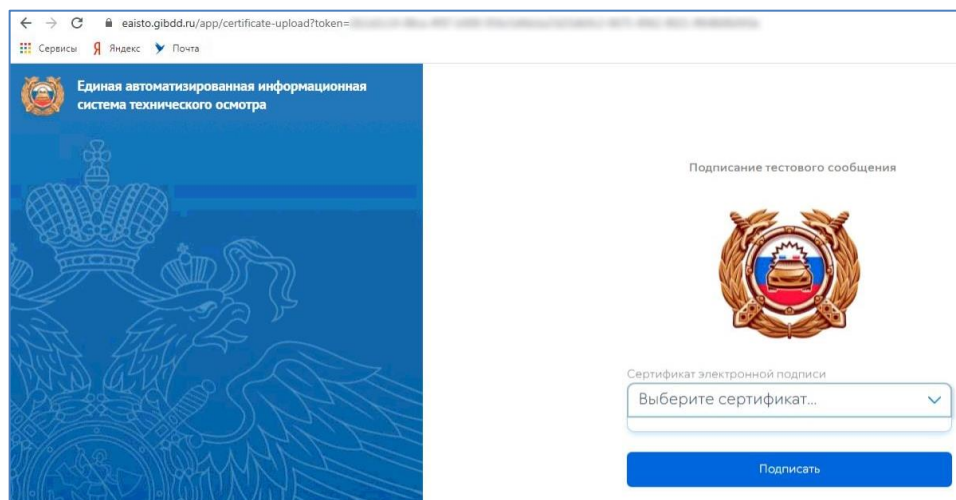 eaisto.gibdd.ru/app/certificate-upload?token=
Сервисы Яндекс Почта
Единая автоматизированная информационная
система технического осмотра
Подписание тестового сообщения
Сертификат электронной подписи
Выберите сертификат...
Подписать